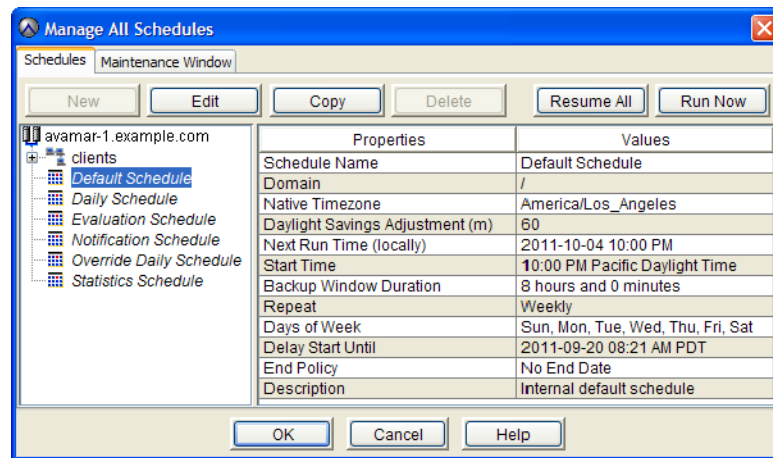 Manage All Schedules
Schedules Maintenance Window
New Edit Copy Delete Resume All Run Now
avamar-1.example.com
clients
Default Schedule
Daily Schedule
Evaluation Schedule
Notification Schedule
Override Daily Schedule
Statistics Schedule
Properties Values
Schedule Name Default Schedule
Domain /
Native Timezone America/Los_Angeles
Daylight Savings Adjustment (m) 60
Next Run Time (locally) 2011-10-04 10:00 PM
Start Time 10:00 PM Pacific Daylight Time
Backup Window Duration 8 hours and 0 minutes
Repeat Weekly
Days of Week Sun, Mon, Tue, Wed, Thu, Fri, Sat
Delay Start Until 2011-09-20 08:21 AM PDT
End Policy No End Date
Description Internal default schedule
OK Cancel Help